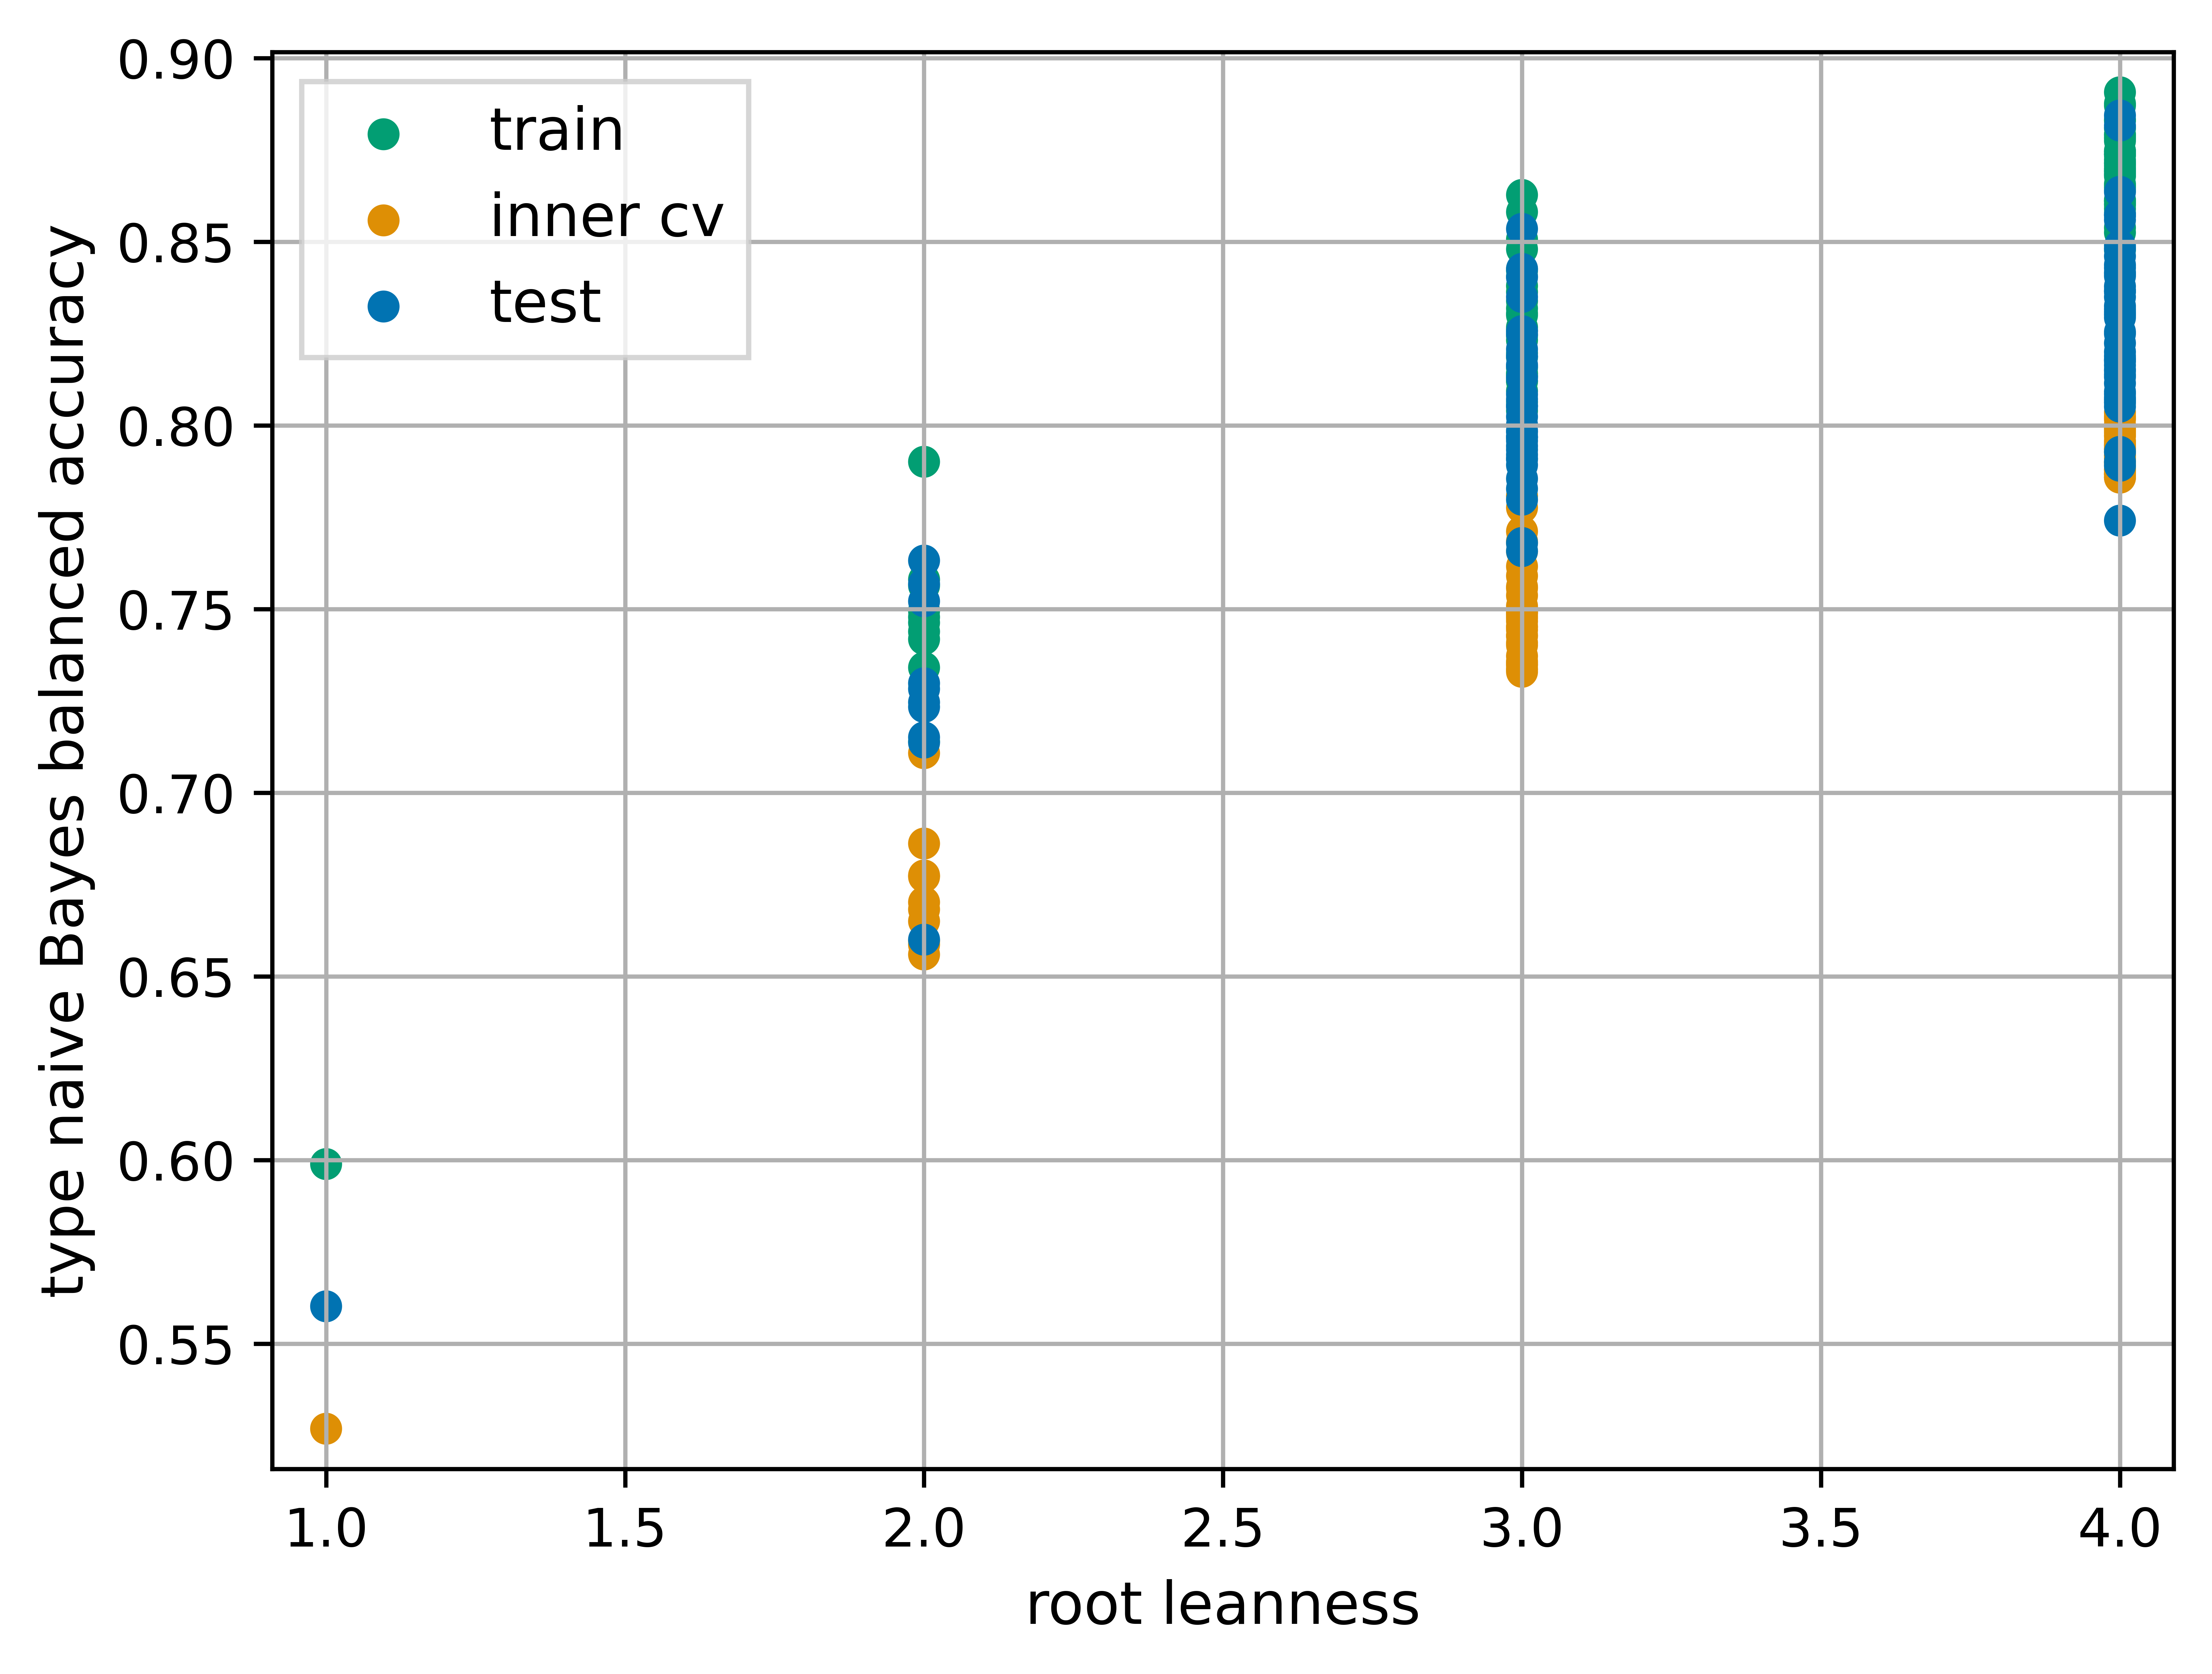 train
inner cv
test
type naive Bayes balanced accuracy
0.90
0.85
0.80
0.75
0.70
0.65
0.60
0.55
1.0 1.5 2.0 2.5 3.0 3.5 4.0
root leanness